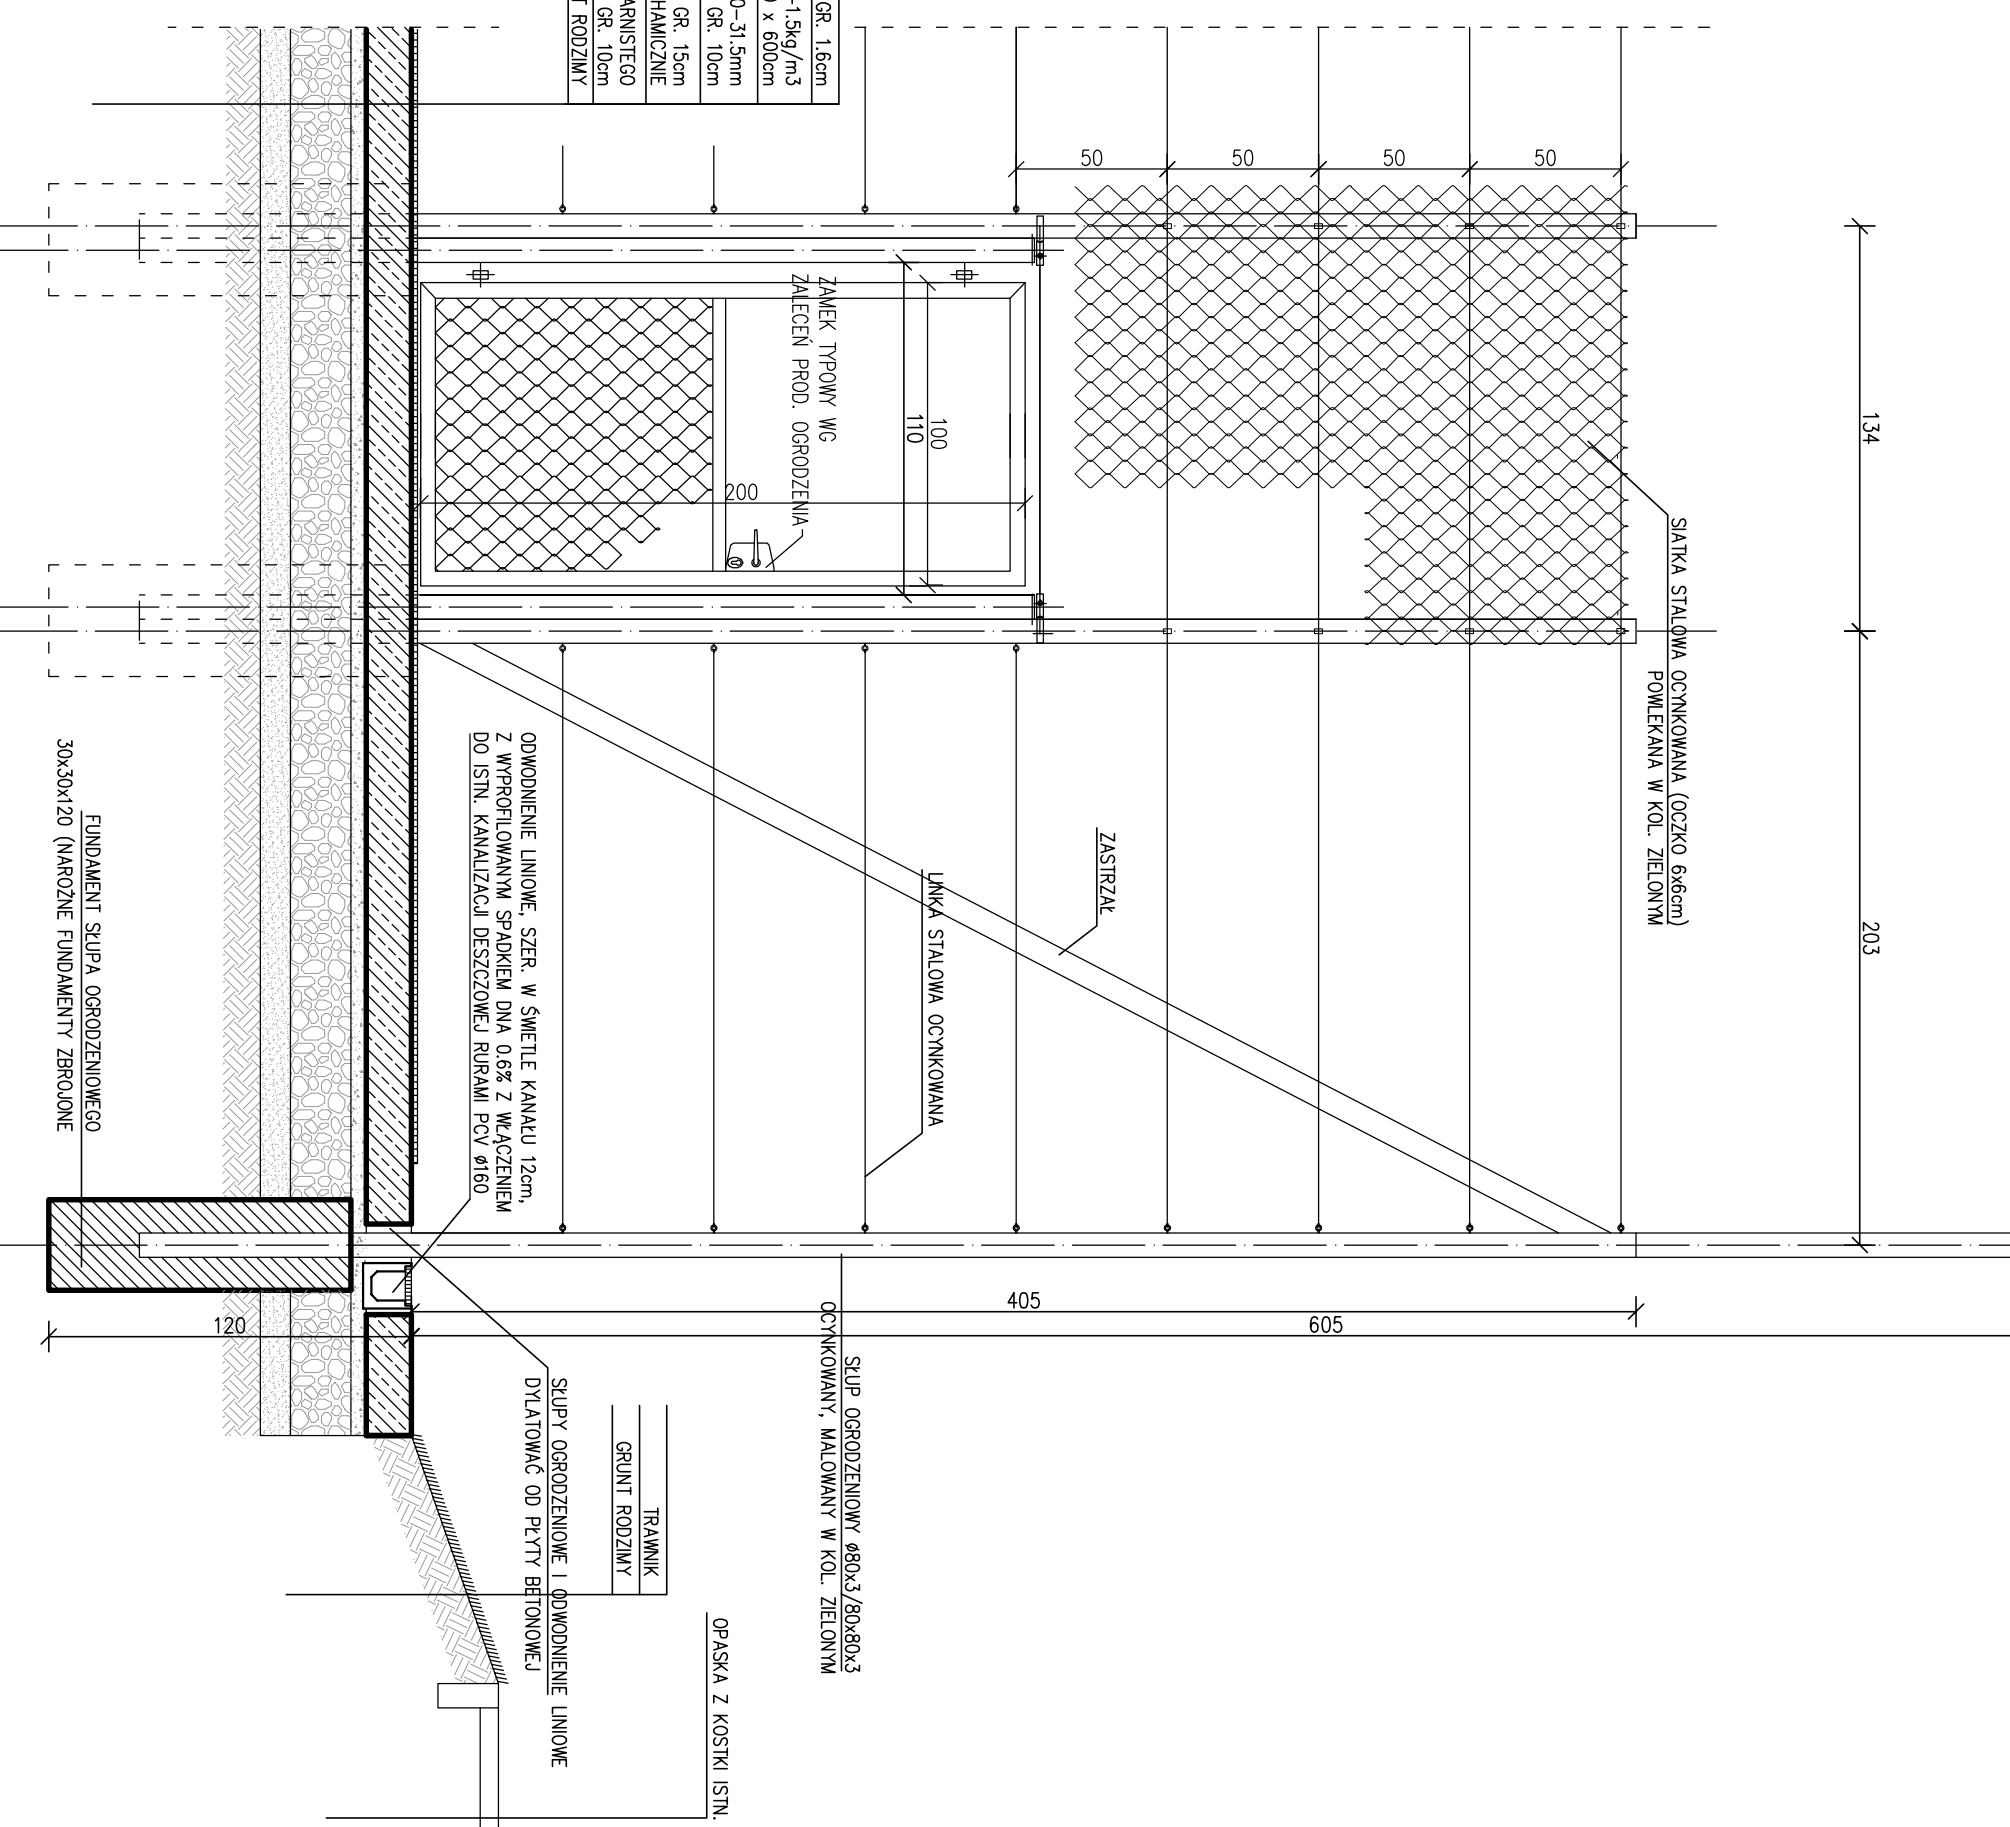 GR. 1.6cm
-1.5kg/m3
) x 600cm
0-31.5mm
GR. 10cm
GR. 15cm
HAMICZNIE
ARNISTEGO
GR. 10cm
T RODZIMY
50
50
50
50
134
203
SIATKA STALOWA OCYNKOWANA (OCZKO 6x6cm)
POWLEKANA W KOL. ZIELONYM
ZAMEK TYPOWY WG
ZALECEŃ PROD. OGRODZENIA
100
110
200
ZASTRZAŁ
LINKA STALOWA OCYNKOWANA
ODWODNIENIE LINIOWE, SZER. W ŚWIETLE KANAŁU 12cm,
Z WYPROFILOWANYM SPADKIEM DNA 0.6% Z WŁĄCZENIEM
DO ISTN. KANALIZACJI DESZCZOWEJ RURAMI PCV ø160
FUNDAMENT SŁUPA OGRODZENIOWEGO
30x30x120 (NAROŻNE FUNDAMENTY ZBROJONE
405
605
120
SŁUP OGRODZENIOWY ø80x3/80x80x3
OCYNKOWANY, MALOWANY W KOL. ZIELONYM
TRAWNIK
GRUNT RODZIMY
SŁUPY OGRODZENIOWE I ODWODNIENIE LINIOWE
DYLATOWAĆ OD PŁYTY BETONOWEJ
OPASKA Z KOSTKI ISTN.